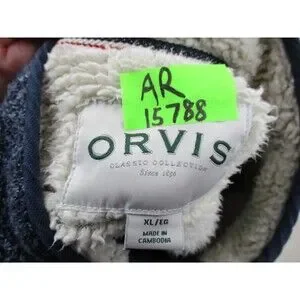 AR
15788
ORVIS
CLASSIC COLLECTION
Since 1856
XL/EG
MADE IN
CAMBODIA